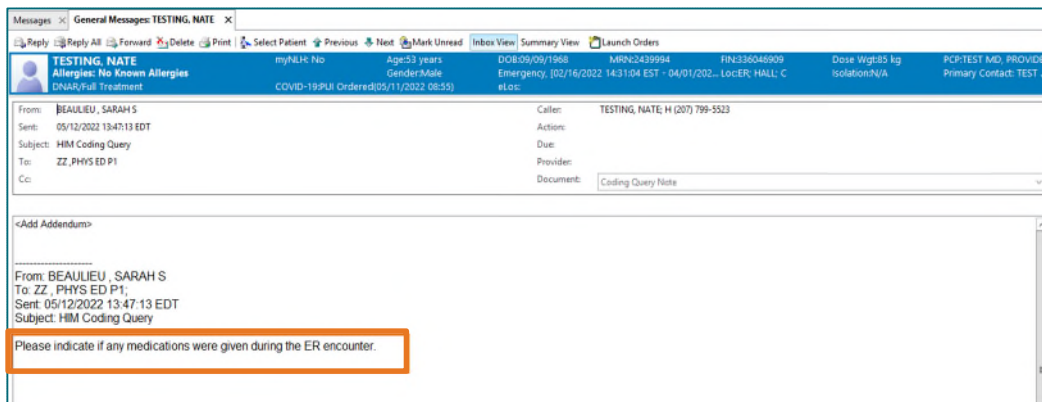 Messages × General Messages: TESTING, NATE ×
Reply Reply All Forward Delete Print Select Patient Previous Next Mark Unread Inbox View Summary View Launch Orders
TESTING, NATE myNLH: No Age:53 years DOB:09/09/1968 MRN:2439994 FIN:336046909 Dose Wgt:85 kg PCP:TEST MD, PROVIDE
Allergies: No Known Allergies Gender:Male Emergency, [02/16/2022 14:31:04 EST - 04/01/202... Loc:ER; HALL; C Isolation:N/A Primary Contact: TEST
DNAR/Full Treatment COVID-19:PUI Ordered(05/11/2022 08:55) eLos:
From: BEAULIEU , SARAH S Caller: TESTING, NATE; H (207) 799-5523
Sent: 05/12/2022 13:47:13 EDT Action:
Subject: HIM Coding Query Due:
To: ZZ ,PHYS ED P1 Provider:
Cc: Document: Coding Query Note
<Add Addendum>
---------------------
From: BEAULIEU , SARAH S
To: ZZ , PHYS ED P1;
Sent: 05/12/2022 13:47:13 EDT
Subject: HIM Coding Query
Please indicate if any medications were given during the ER encounter.